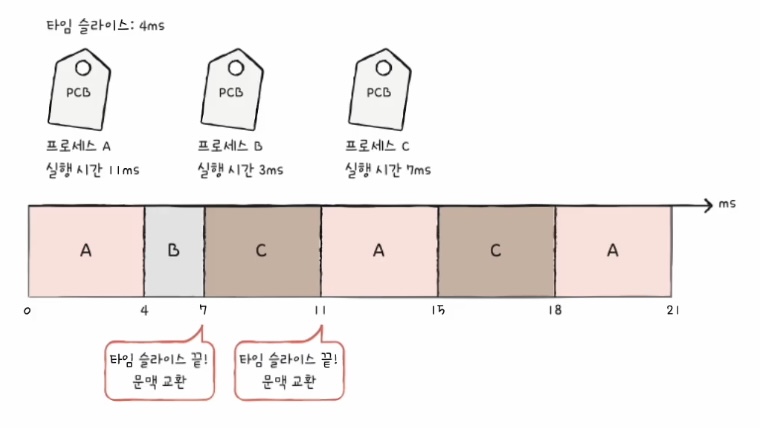 타임 슬라이스: 4ms
PCB
PCB
PCB
프로세스 A
실행 시간 11ms
프로세스 B
실행 시간 3ms
프로세스 C
실행 시간 7ms
ms
A
B
C
A
C
A
0
4
7
11
15
18
21
타임 슬라이스 끝!
문맥 교환
타임 슬라이스 끝!
문맥 교환